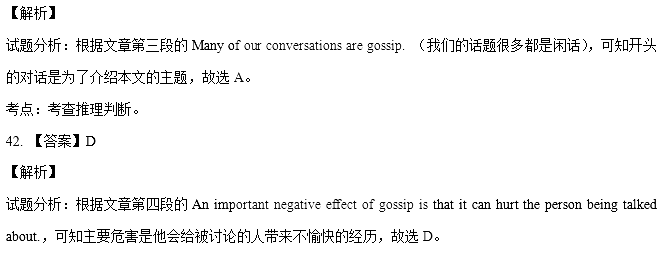 【解析】
试题分析：根据文章第三段的 Many of our conversations are gossip. （我们的话题很多都是闲话），可知开头
的对话是为了介绍本文的主题，故选 A。
考点：考查推理判断。
42. 【答案】D
【解析】
试题分析：根据文章第四段的 An important negative effect of gossip is that it can hurt the person being talked
about.，可知主要危害是他会给被讨论的人带来不愉快的经历，故选 D。